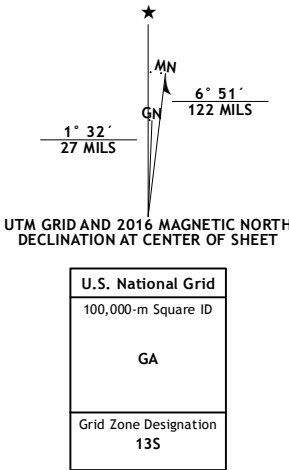 ★
MN
GN
6° 51´
122 MILS
1° 32´
27 MILS
UTM GRID AND 2016 MAGNETIC NORTH
DECLINATION AT CENTER OF SHEET
U.S. National Grid
100,000-m Square ID
GA
Grid Zone Designation
13S